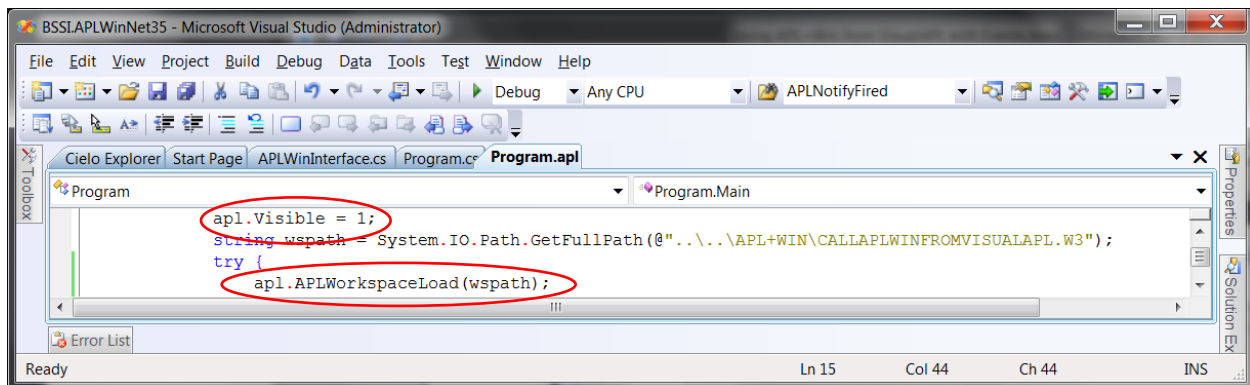 BSSI.APLWinNet35 - Microsoft Visual Studio (Administrator)
File Edit View Project Build Debug Data Tools Test Window Help
Debug Any CPU APLNotifyFired
Cielo Explorer Start Page APLWinInterface.cs Program.cs Program.apl
Toolbox
Program Program.Main
apl.Visible = 1;
string wspath = System.IO.Path.GetFullPath(@"..\..\APL+WIN\CALLAPLWINFROMVISUALAPL.W3");
try {
apl.APLWorkspaceLoad(wspath);
Properties
Solution Ex
Error List
Ready Ln 15 Col 44 Ch 44 INS